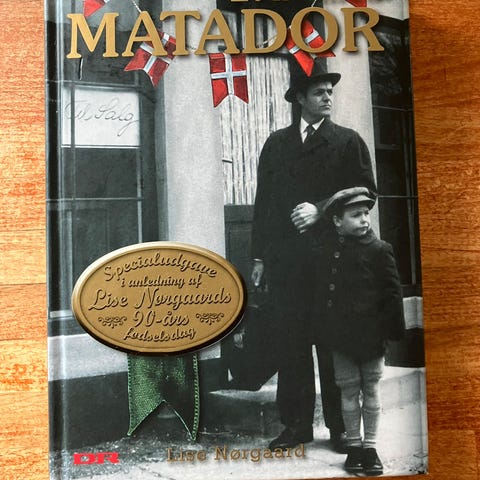 MATADOR
Til Salg
Specialudgave
i anledning af
Lise Nørgaards
90-års
fødselsdag
DR
Lise Nørgaard